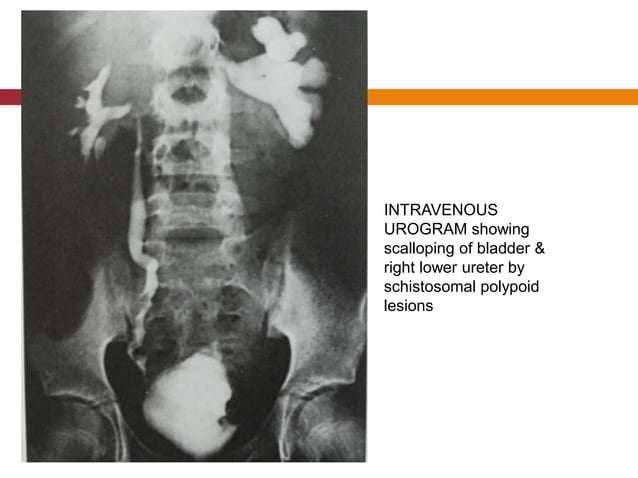 INTRAVENOUS
UROGRAM showing
scalloping of bladder &
right lower ureter by
schistosomal polypoid
lesions